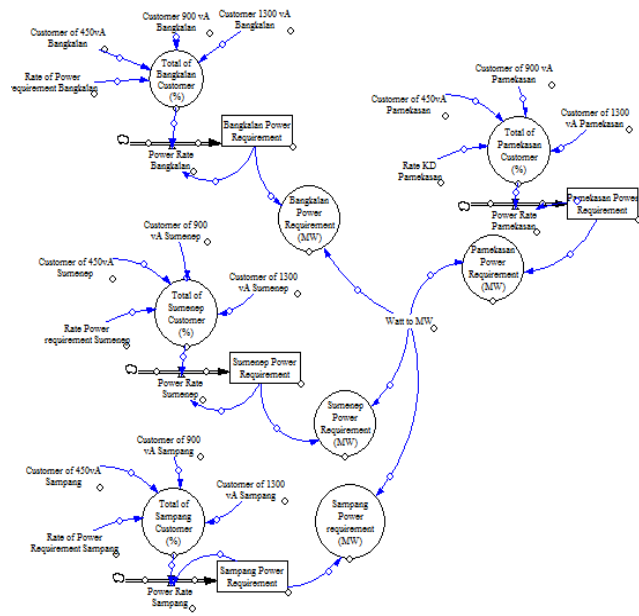 Customer 900 vA
Bangkalan
Customer of 450vA
Bangkalan
Customer 1300 vA
Bangkalan
Rate of Power
requirement Bangkalan
Total of
Bangkalan
Customer
(%)
Power Rate
Bangkalan
Bangkalan Power
Requirement
Bangkalan
Power
Requirement
(MW)
Customer of 900 vA
Pamekasan
Customer of 450vA
Pamekasan
Customer of 1300
vA Pamekasan
Rate KD
Pamekasan
Total of
Pamekasan
Customer
(%)
Power Rate
Pamekasan
Pamekasan Power
Requirement
Pamekasan
Power
Requirement
(MW)
Customer of 900
vA Sumenep
Customer of 450vA
Sumenep
Customer of 1300
vA Sumenep
Rate Power
requirement Sumenep
Total of
Sumenep
Customer
(%)
Power Rate
Sumenep
Sumenep Power
Requirement
Sumenep
Power
Requirement
(MW)
Watt to MW
Customer of 900
vA Sampang
Customer of 450vA
Sampang
Customer of 1300
vA Sampang
Rate of Power
Requirement Sampang
Total of
Sampang
Customer
(%)
Power Rate
Sampang
Sampang Power
Requirement
Sampang
Power
requirement
(MW)